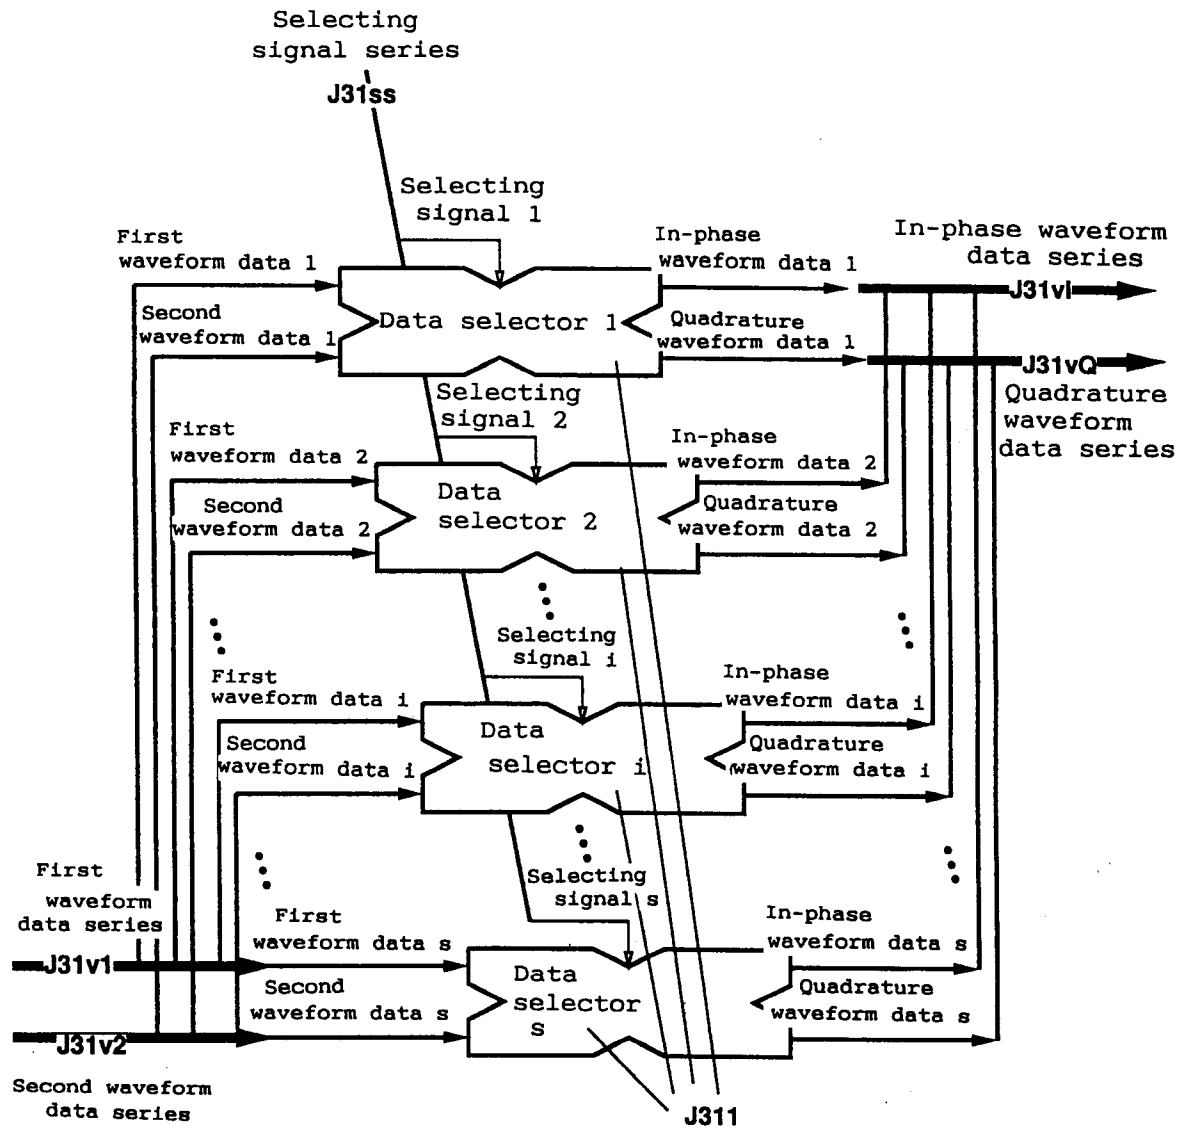 Selecting
signal series
J31ss
Selecting
signal 1
First
waveform data 1
Second
waveform data 1
Data selector 1
In-phase
waveform data 1
Quadrature
waveform data 1
In-phase waveform
data series
J31vI
J31vQ
Quadrature
waveform
data series
Selecting
signal 2
First
waveform data 2
Second
waveform data 2
Data
selector 2
In-phase
waveform data 2
Quadrature
waveform data 2
Selecting
signal i
First
waveform data i
Second
waveform data i
Data
selector i
In-phase
waveform data i
Quadrature
waveform data i
Selecting
signal s
First
waveform
data series
J31v1
First
waveform data s
Second
waveform data s
Data
selector
s
In-phase
waveform data s
Quadrature
waveform data s
J31v2
Second waveform
data series
J311